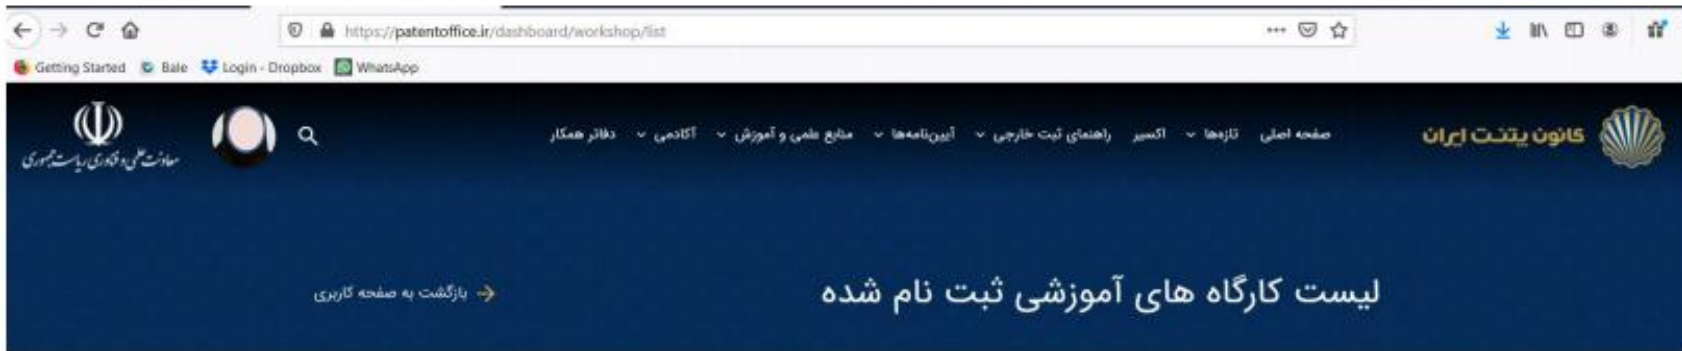 https://patentoffice.ir/dashboard/workshop/list
Getting Started Bale Login - Dropbox WhatsApp
کانون پتنت ایران
صفحه اصلی تازه‌ها اکسیر راهنمای ثبت خارجی آیین‌نامه‌ها منابع علمی و آموزش آکادمی دفاتر همکار
معاونت علمی و فناوری ریاست جمهوری
لیست کارگاه های آموزشی ثبت نام شده
بازگشت به صفحه کاربری